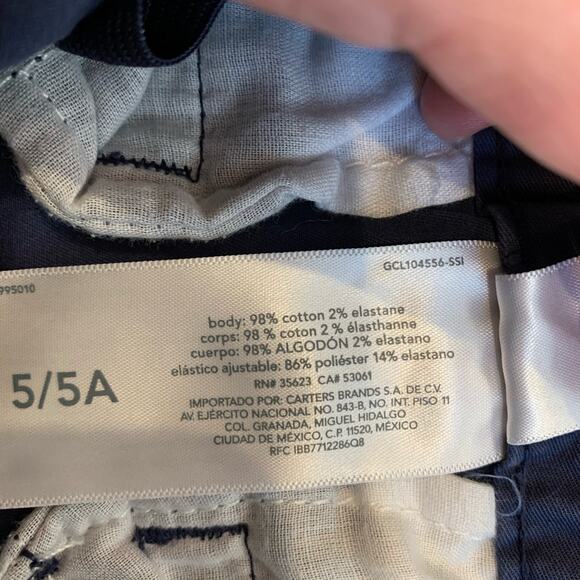 995010
GCL104556-SSI
5/5A
body: 98% cotton 2% elastane
corps: 98 % coton 2 % élasthanne
cuerpo: 98% ALGODÓN 2% elastano
elástico ajustable: 86% poliéster 14% elastano
RN# 35623 CA# 53061
IMPORTADO POR: CARTERS BRANDS S.A. DE C.V.
AV. EJÉRCITO NACIONAL NO. 843-B, NO. INT. PISO 11
COL. GRANADA, MIGUEL HIDALGO
CIUDAD DE MÉXICO, C.P. 11520, MÉXICO
RFC IBB7712286Q8